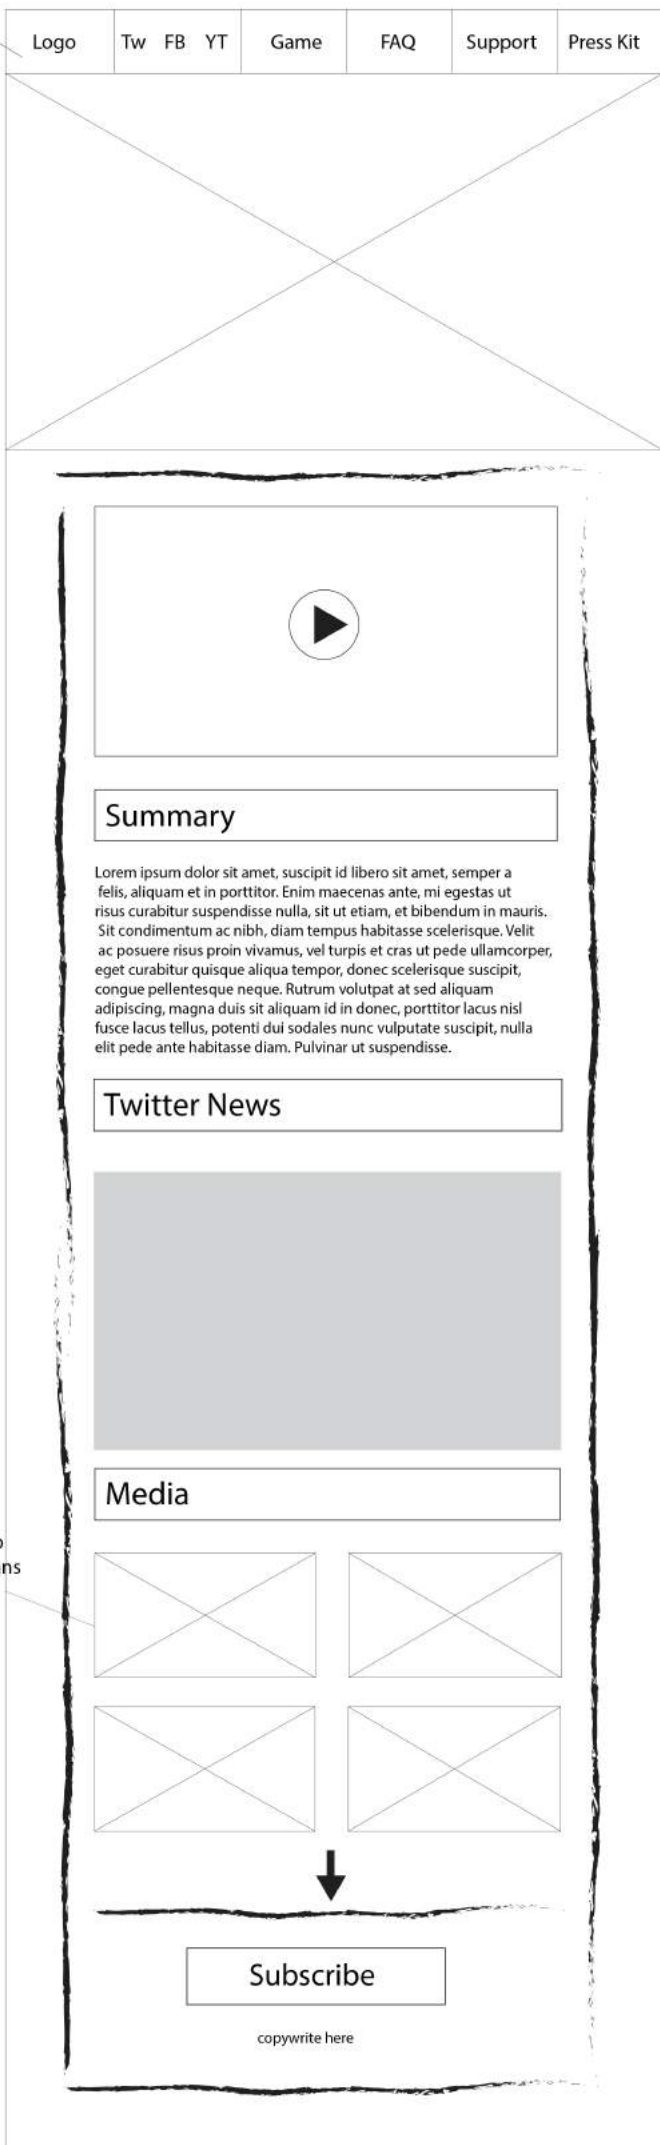 Logo Tw FB YT Game FAQ Support Press Kit
Summary
Lorem ipsum dolor sit amet, suscipit id libero sit amet, semper a
felis, aliquam et in porttitor. Enim maecenas ante, mi egestas ut
risus curabitur suspendisse nulla, sit ut etiam, et bibendum in mauris.
Sit condimentum ac nibh, diam tempus habitasse scelerisque. Velit
ac posuere risus proin vivamus, vel turpis et cras ut pede ullamcorper,
eget curabitur quisque aliqua tempor, donec scelerisque suscipit,
congue pellentesque neque. Rutrum volutpat at sed aliquam
adipiscing, magna duis sit aliquam id in donec, porttitor lacus nisl
fusce lacus tellus, potenti dui sodales nunc vulputate suscipit, nulla
elit pede ante habitasse diam. Pulvinar ut suspendisse.
Twitter News
Media
Subscribe
copywrite here